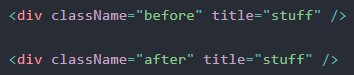 <div className="before" title="stuff" />
<div className="after" title="stuff" />